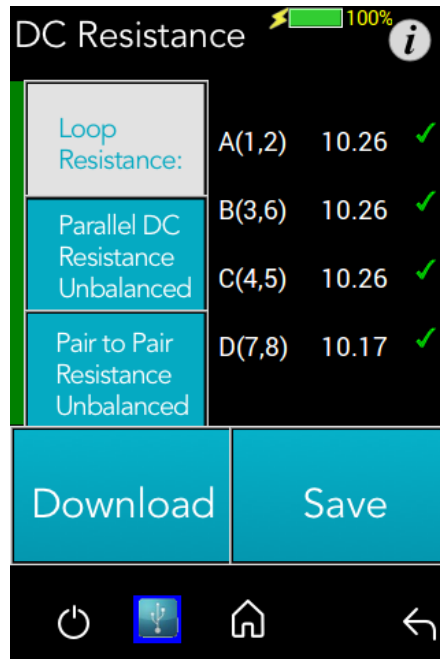 DC Resistance
100%
i
Loop
Resistance:
A(1,2) 10.26
B(3,6) 10.26
C(4,5) 10.26
D(7,8) 10.17
Parallel DC
Resistance
Unbalanced
Pair to Pair
Resistance
Unbalanced
Download
Save